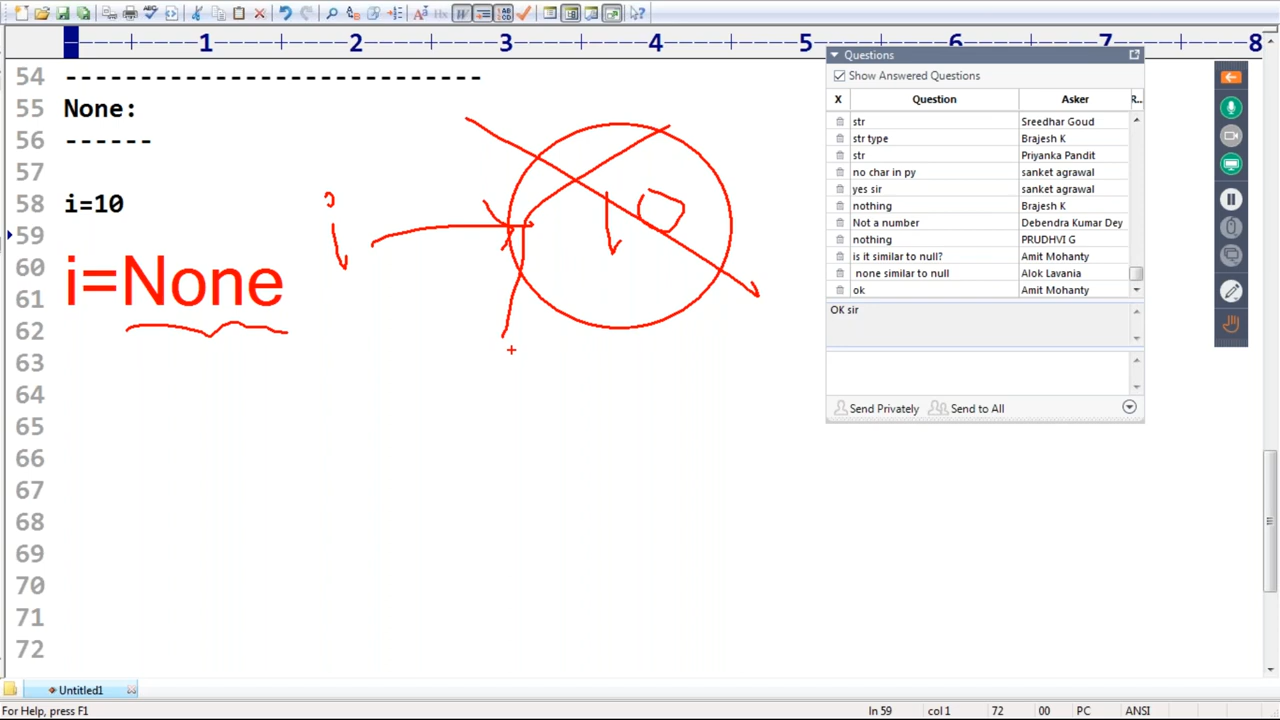 1 2 3 4 5 6 7 8
54 ----------------------------
55 None:
56 ------
57
58 i=10
59
60 i=None
61
62
63
64
65
66
67
68
69
70
71
72
i 10
Questions
Show Answered Questions
X Question Asker R...
str Sreedhar Goud
str type Brajesh K
str Priyanka Pandit
no char in py sanket agrawal
yes sir sanket agrawal
nothing Brajesh K
Not a number Debendra Kumar Dey
nothing PRUDHVI G
is it similar to null? Amit Mohanty
none similar to null Alok Lavania
ok Amit Mohanty
OK sir
Send Privately Send to All
Untitled1
For Help, press F1 ln 59 col 1 72 00 PC ANSI